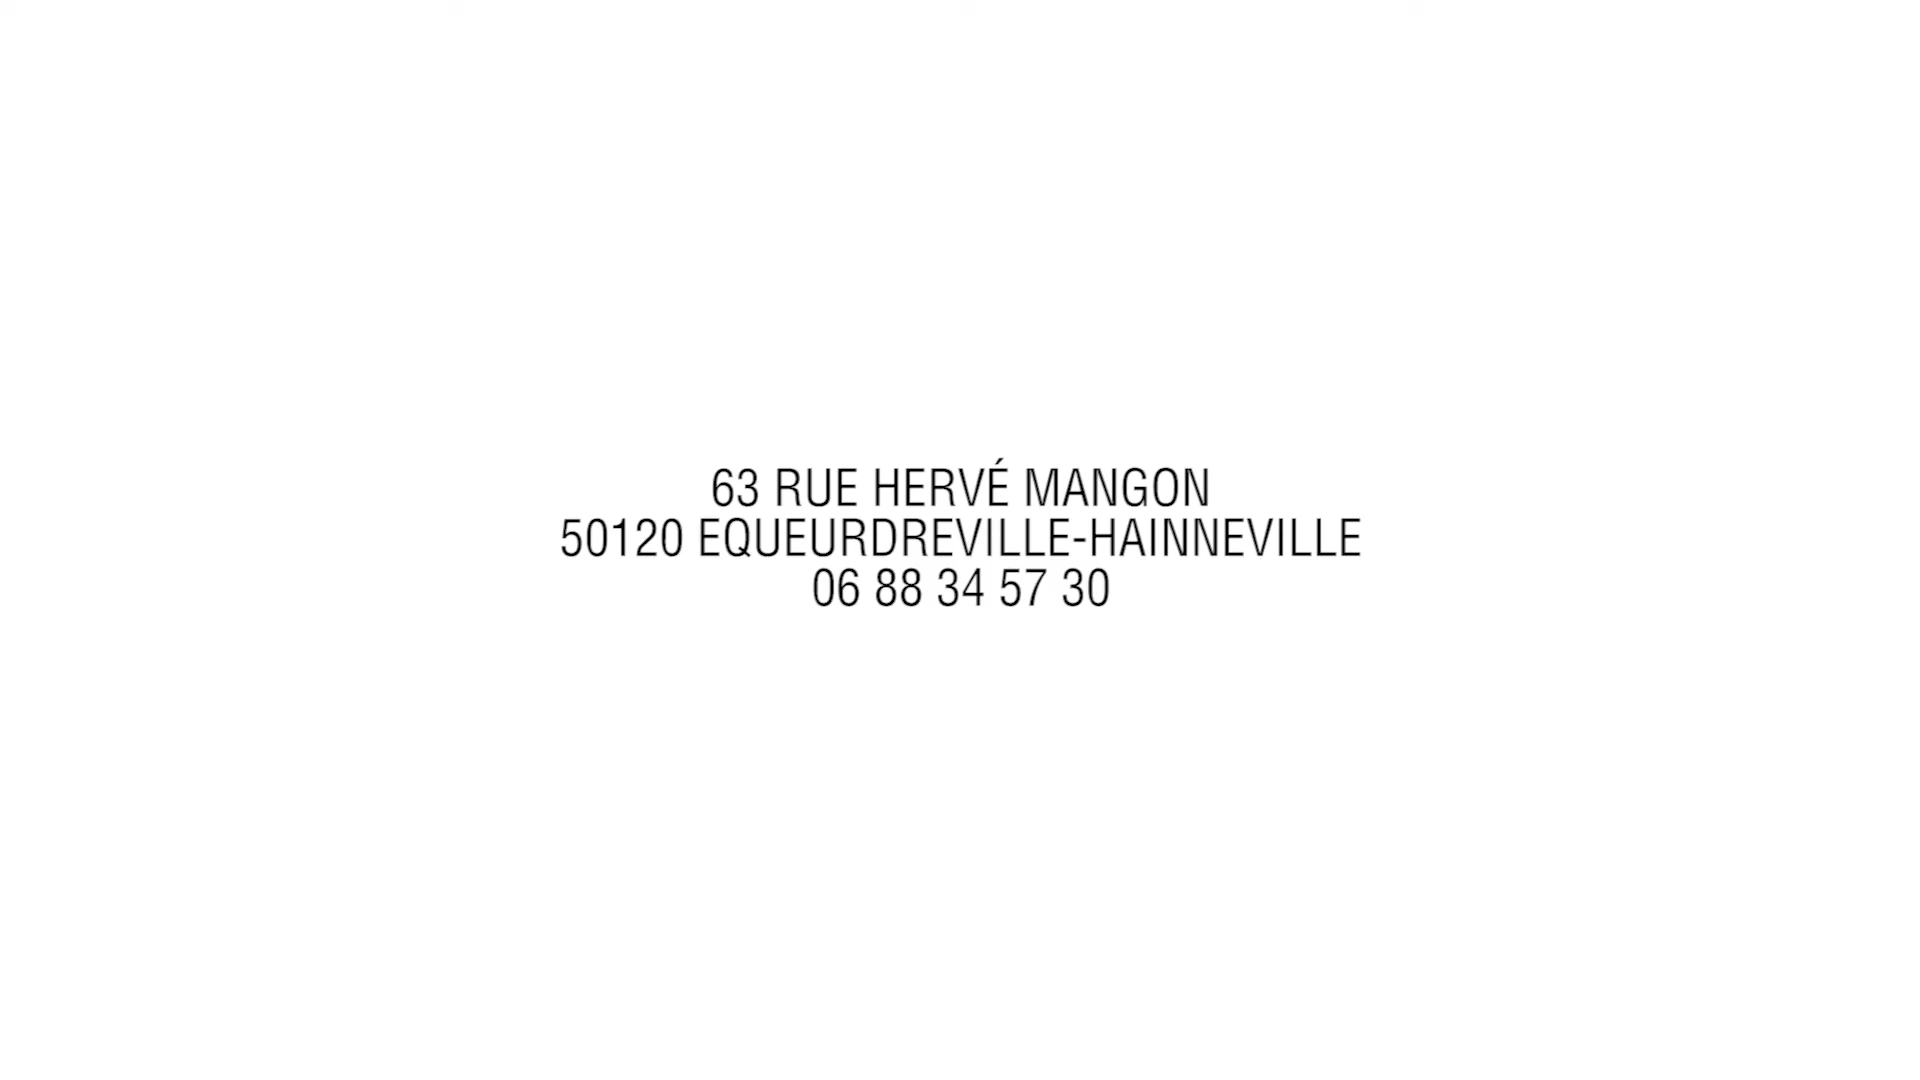 63 RUE HERVÉ MANGON
50120 EQUEURDREVILLE-HAINNEVILLE
06 88 34 57 30